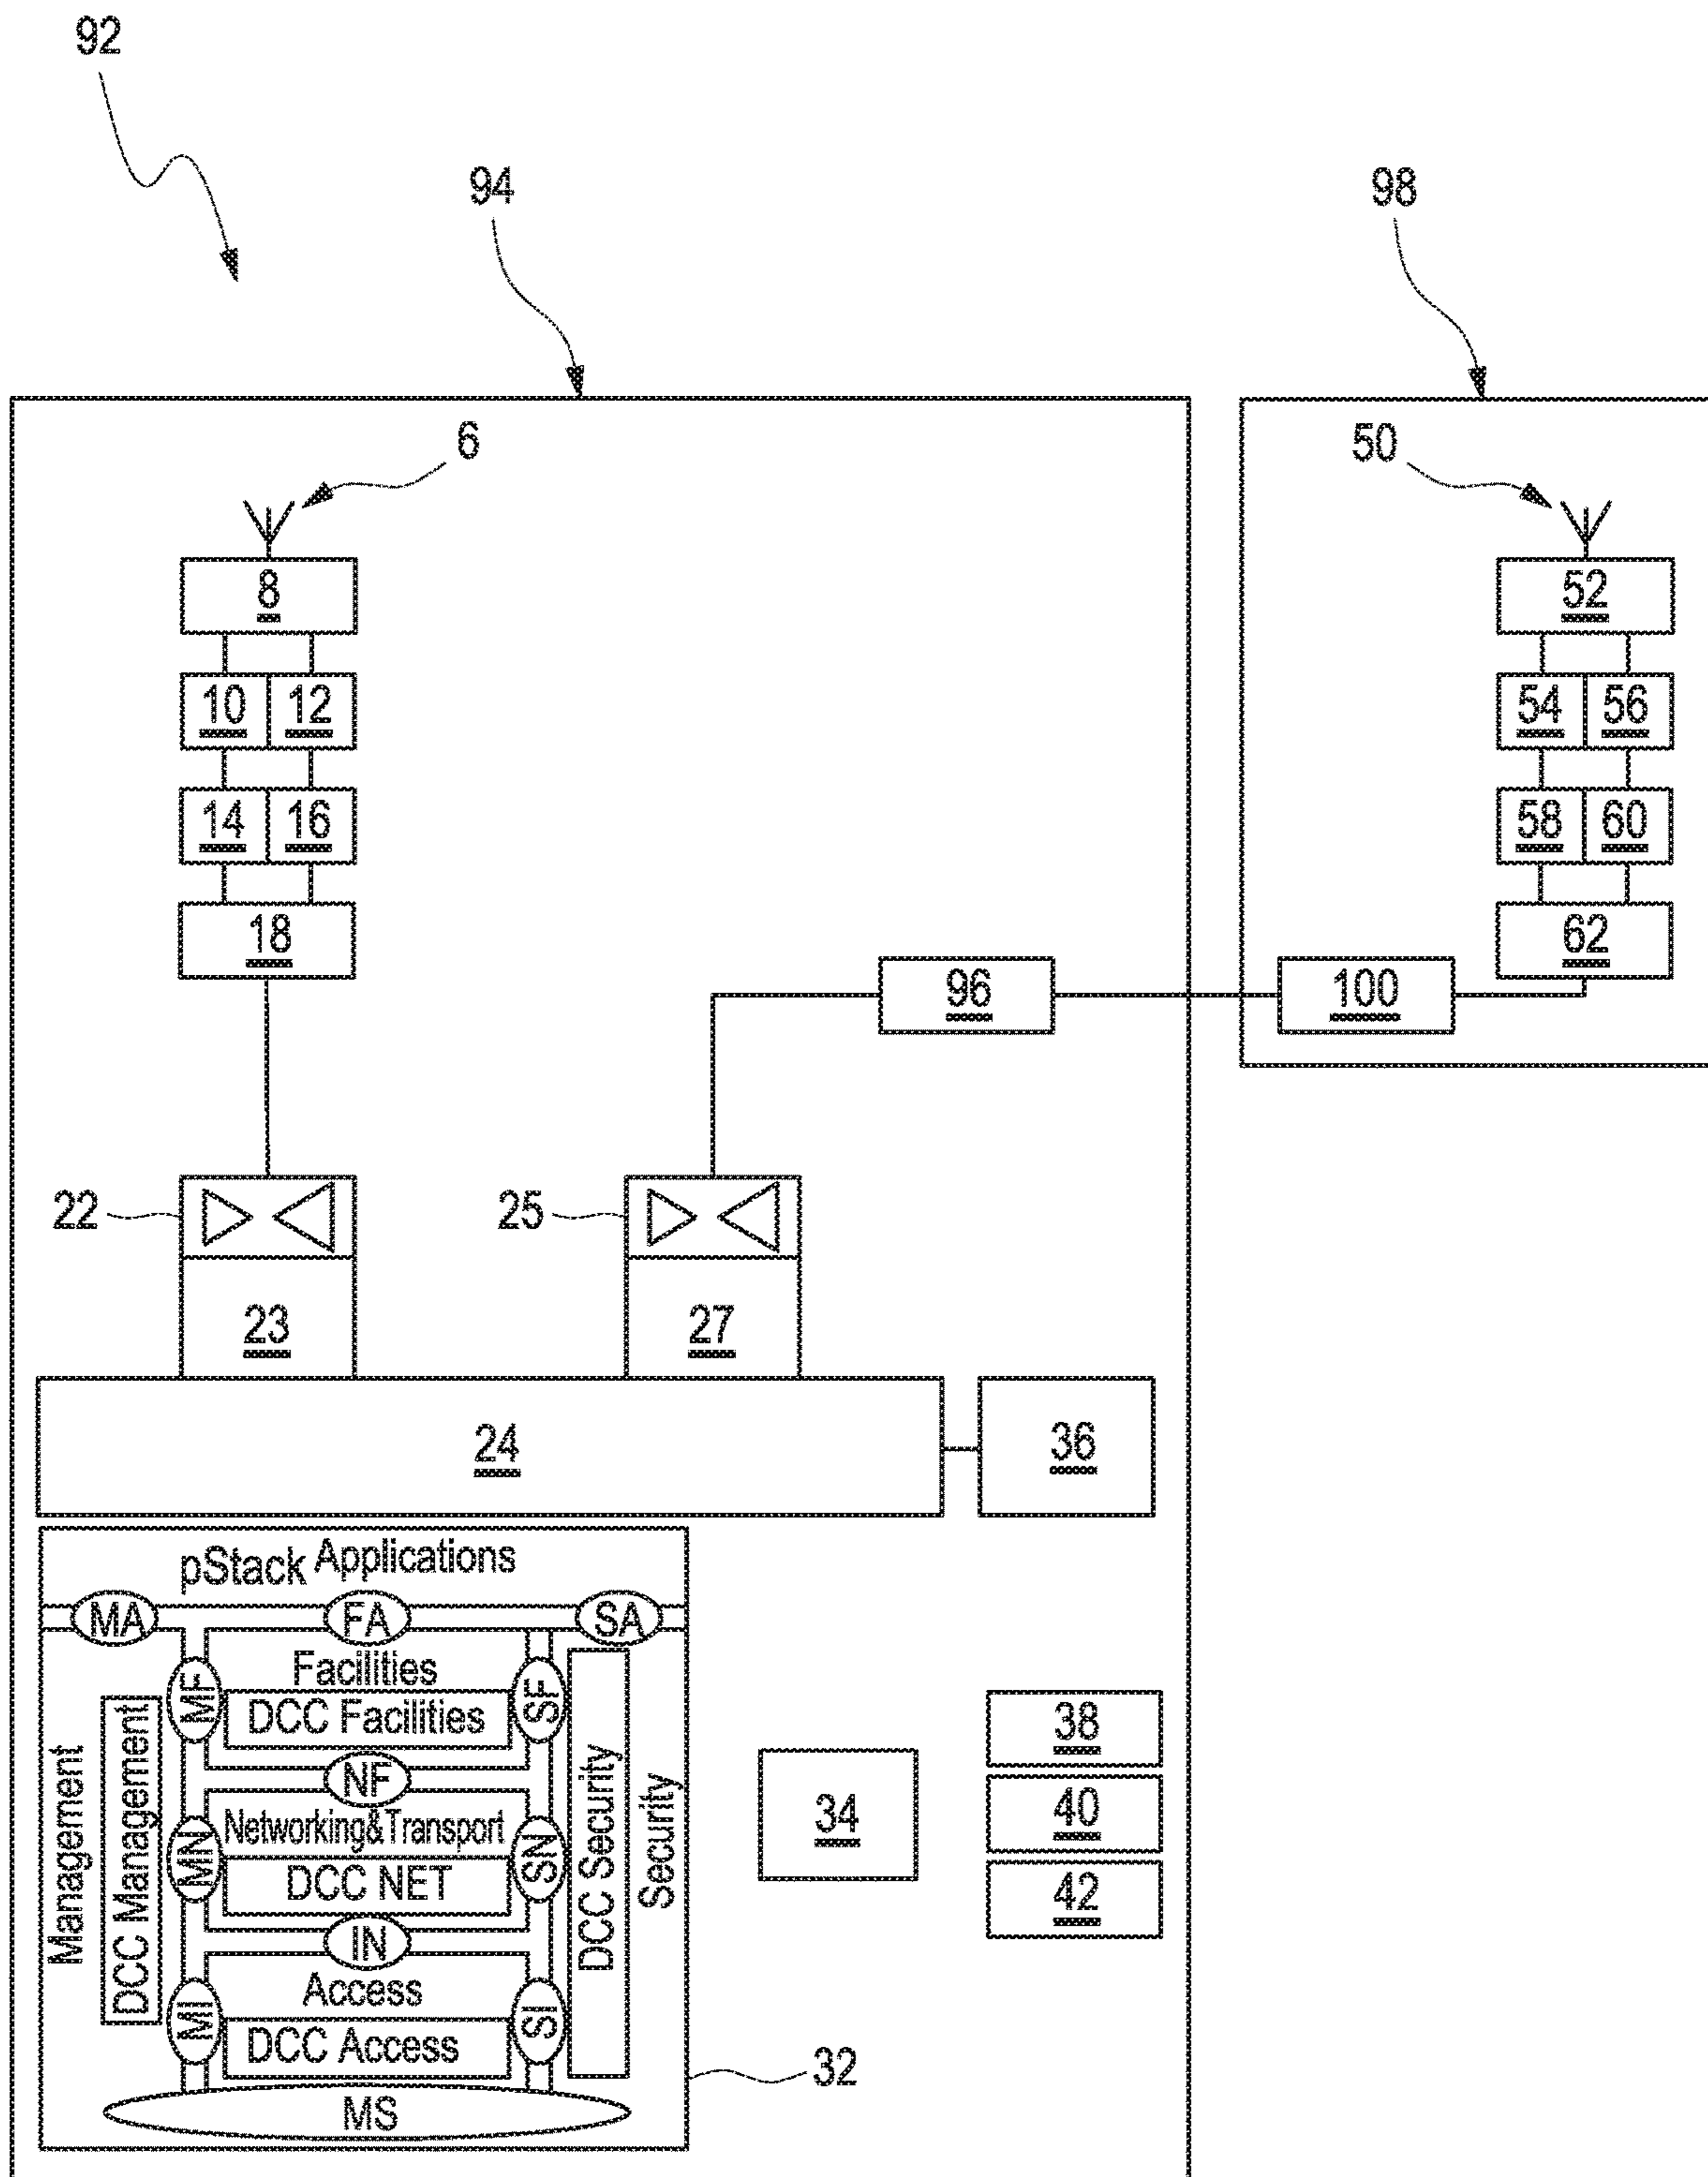 92
94
98
6
50
8
52
10 12
54 56
14 16
58 60
18
62
96
100
22
25
23
27
24
36
pStack Applications
MA
FA
SA
MF
Facilities
SF
DCC Facilities
NF
Management
DCC Management
MN
Networking&Transport
SN
DCC NET
DCC Security
Security
IN
MI
Access
SI
DCC Access
MS
32
34
38
40
42